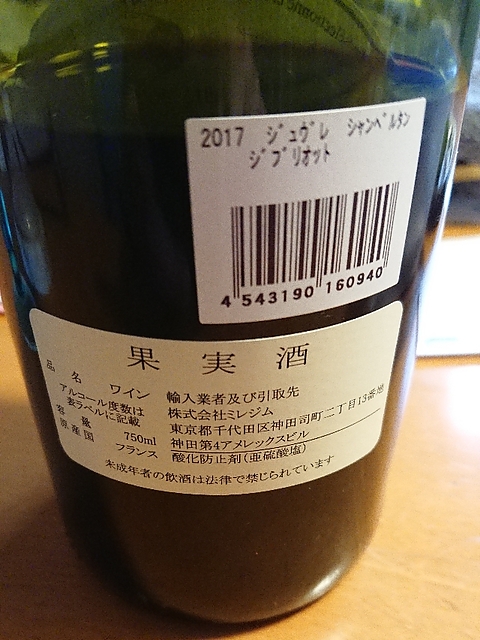 2017 ジュヴレ シャンベルタン
ジブリオット
4 543190 160940
果実酒
品名 ワイン
アルコール度数は
表ラベルに記載
容量 750ml
原産国 フランス
輸入業者及び引取先
株式会社ミレジム
東京都千代田区神田司町二丁目13番地
神田第4アメレックスビル
酸化防止剤(亜硫酸塩)
未成年者の飲酒は法律で禁じられています